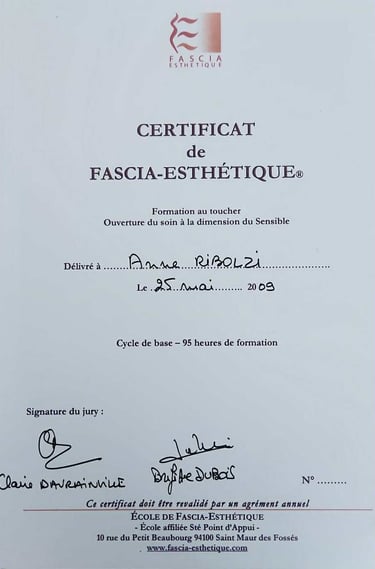 FASCIA
ESTHÉTIQUE
CERTIFICAT
de
FASCIA-ESTHÉTIQUE®
Formation au toucher
Ouverture du soin à la dimension du Sensible
Délivré à ........Anne RIBOLZI......................
Le .25 mai......... 2009
Cycle de base – 95 heures de formation
Signature du jury :
Claire DAVRAINVILLE
Brigitte DUBOIS
N° .........
Ce certificat doit être revalidé par un agrément annuel
ÉCOLE DE FASCIA-ESTHÉTIQUE
- École affiliée Sté Point d'Appui -
10 rue du Petit Beaubourg 94100 Saint Maur des Fossés
www.fascia-esthetique.com